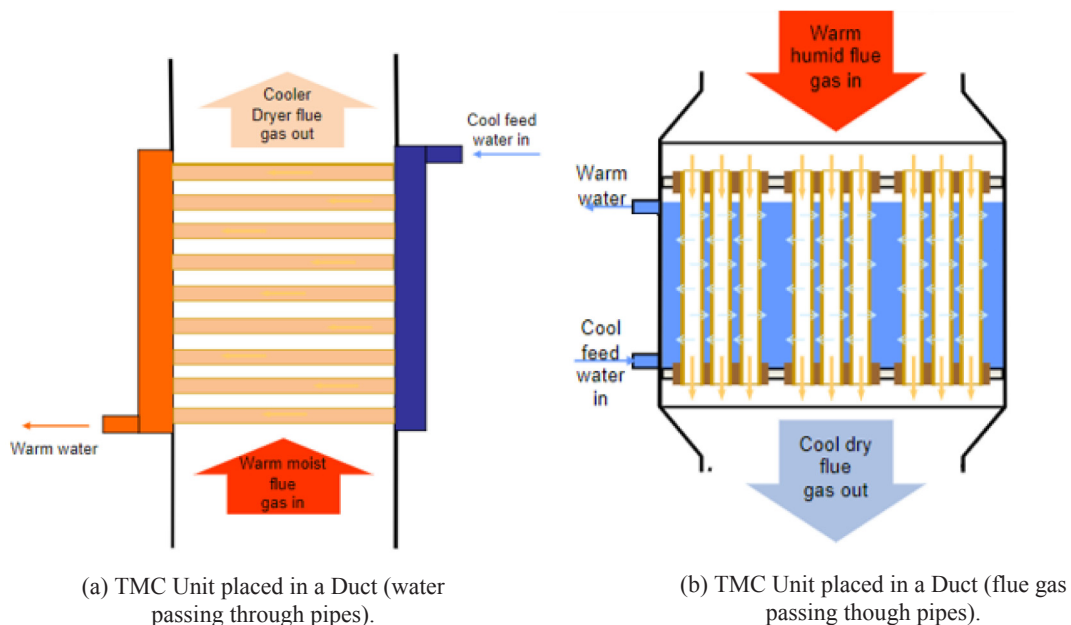 Cooler
Dryer flue
gas out
Cool feed
water in
Warm water
Warm moist
flue
gas in
(a) TMC Unit placed in a Duct (water
passing through pipes).
Warm
humid flue
gas in
Warm
water
Cool
feed
water
in
Cool dry
flue
gas out
(b) TMC Unit placed in a Duct (flue gas
passing though pipes).